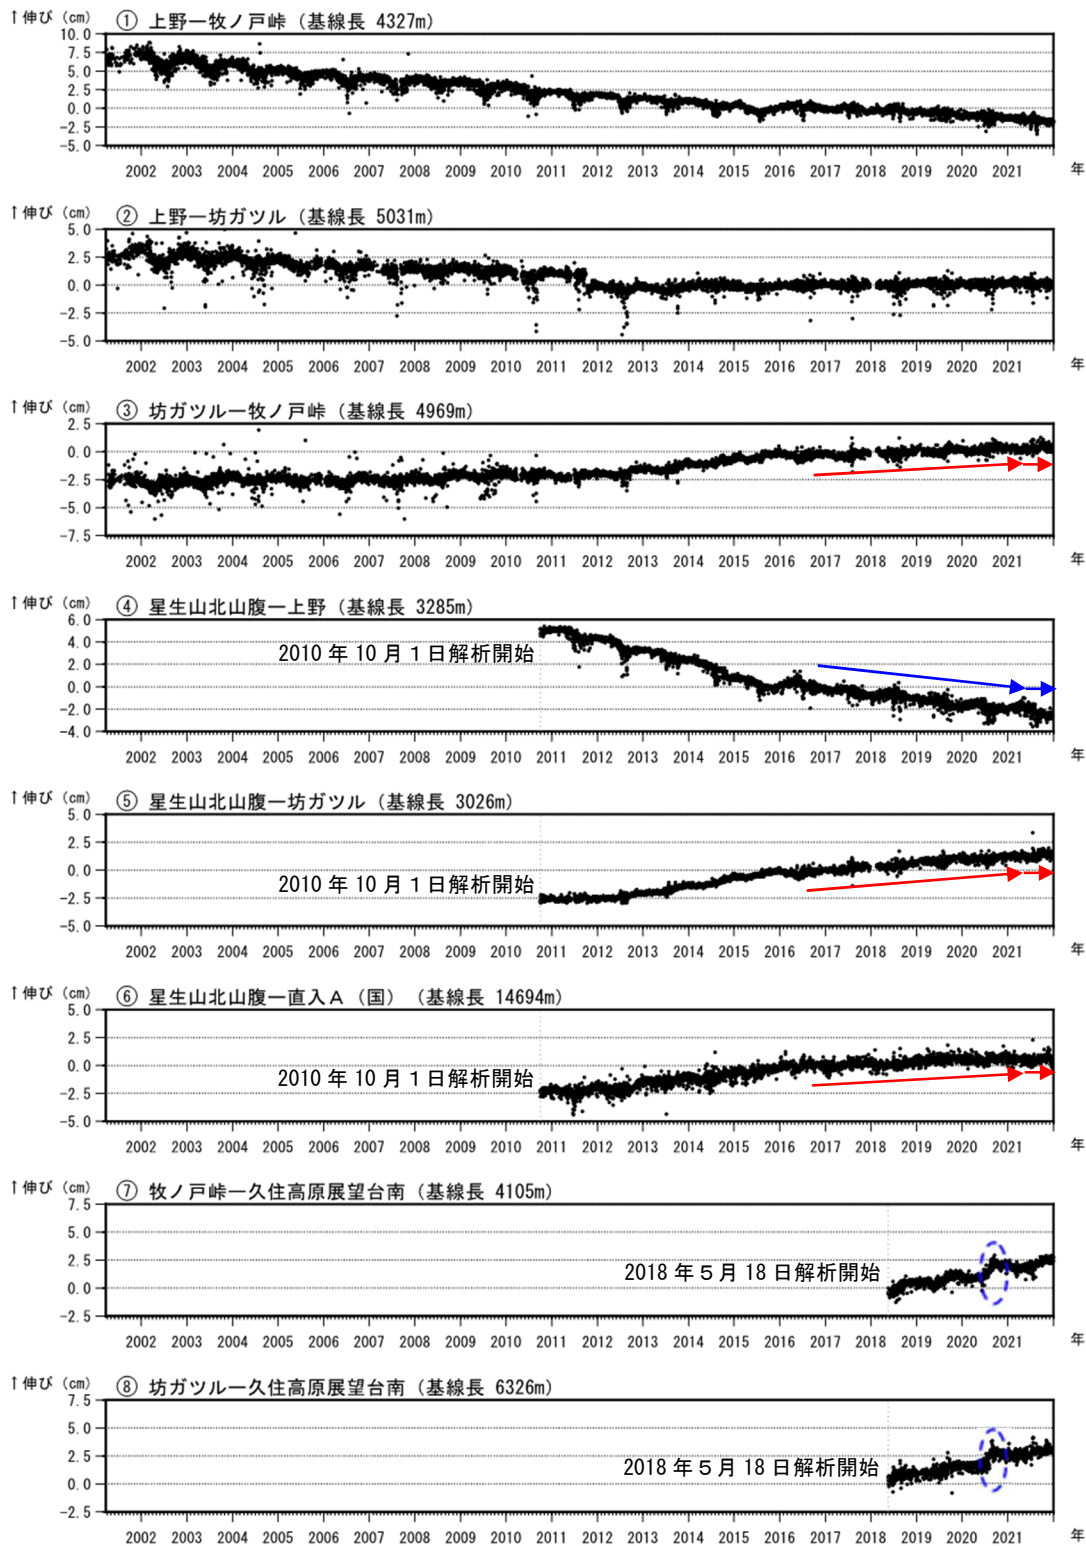 ↑伸び (cm) ① 上野ー牧ノ戸峠 (基線長 4327m)
10.0
7.5
5.0
2.5
0.0
-2.5
-5.0
2002 2003 2004 2005 2006 2007 2008 2009 2010 2011 2012 2013 2014 2015 2016 2017 2018 2019 2020 2021 年
↑伸び (cm) ② 上野ー坊ガツル (基線長 5031m)
5.0
2.5
0.0
-2.5
-5.0
2002 2003 2004 2005 2006 2007 2008 2009 2010 2011 2012 2013 2014 2015 2016 2017 2018 2019 2020 2021 年
↑伸び (cm) ③ 坊ガツルー牧ノ戸峠 (基線長 4969m)
2.5
0.0
-2.5
-5.0
-7.5
2002 2003 2004 2005 2006 2007 2008 2009 2010 2011 2012 2013 2014 2015 2016 2017 2018 2019 2020 2021 年
↑伸び (cm) ④ 星生山北山腹ー上野 (基線長 3285m)
6.0
4.0
2010 年 10 月 1 日解析開始
2.0
0.0
-2.0
-4.0
2002 2003 2004 2005 2006 2007 2008 2009 2010 2011 2012 2013 2014 2015 2016 2017 2018 2019 2020 2021 年
↑伸び (cm) ⑤ 星生山北山腹ー坊ガツル (基線長 3026m)
5.0
2.5
0.0
2010 年 10 月 1 日解析開始
-2.5
-5.0
2002 2003 2004 2005 2006 2007 2008 2009 2010 2011 2012 2013 2014 2015 2016 2017 2018 2019 2020 2021 年
↑伸び (cm) ⑥ 星生山北山腹ー直入A (国) (基線長 14694m)
5.0
2.5
0.0
2010 年 10 月 1 日解析開始
-2.5
-5.0
2002 2003 2004 2005 2006 2007 2008 2009 2010 2011 2012 2013 2014 2015 2016 2017 2018 2019 2020 2021 年
↑伸び (cm) ⑦ 牧ノ戸峠ー久住高原展望台南 (基線長 4105m)
7.5
5.0
2.5
2018 年 5 月 18 日解析開始
0.0
-2.5
2002 2003 2004 2005 2006 2007 2008 2009 2010 2011 2012 2013 2014 2015 2016 2017 2018 2019 2020 2021 年
↑伸び (cm) ⑧ 坊ガツルー久住高原展望台南 (基線長 6326m)
7.5
5.0
2.5
2018 年 5 月 18 日解析開始
0.0
-2.5
2002 2003 2004 2005 2006 2007 2008 2009 2010 2011 2012 2013 2014 2015 2016 2017 2018 2019 2020 2021 年